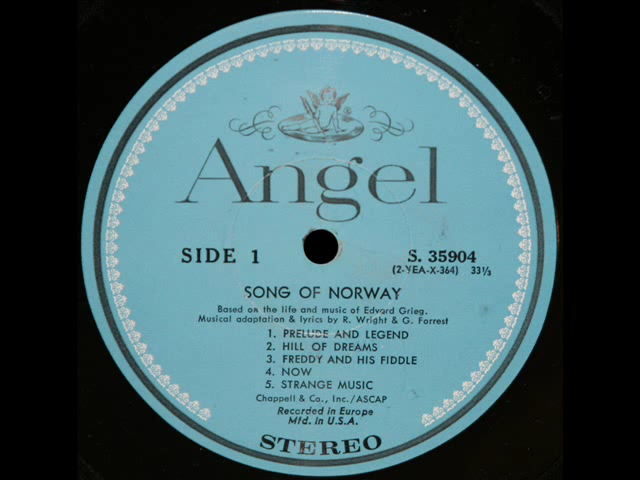 Angel
SIDE 1
S. 35904
(2-YEA-X-364) 33⅓
SONG OF NORWAY
Based on the life and music of Edvard Grieg.
Musical adaptation & lyrics by R. Wright & G. Forrest
1. PRELUDE AND LEGEND
2. HILL OF DREAMS
3. FREDDY AND HIS FIDDLE
4. NOW
5. STRANGE MUSIC
Chappell & Co., Inc./ASCAP
Recorded in Europe
Mfd. in U.S.A.
STEREO